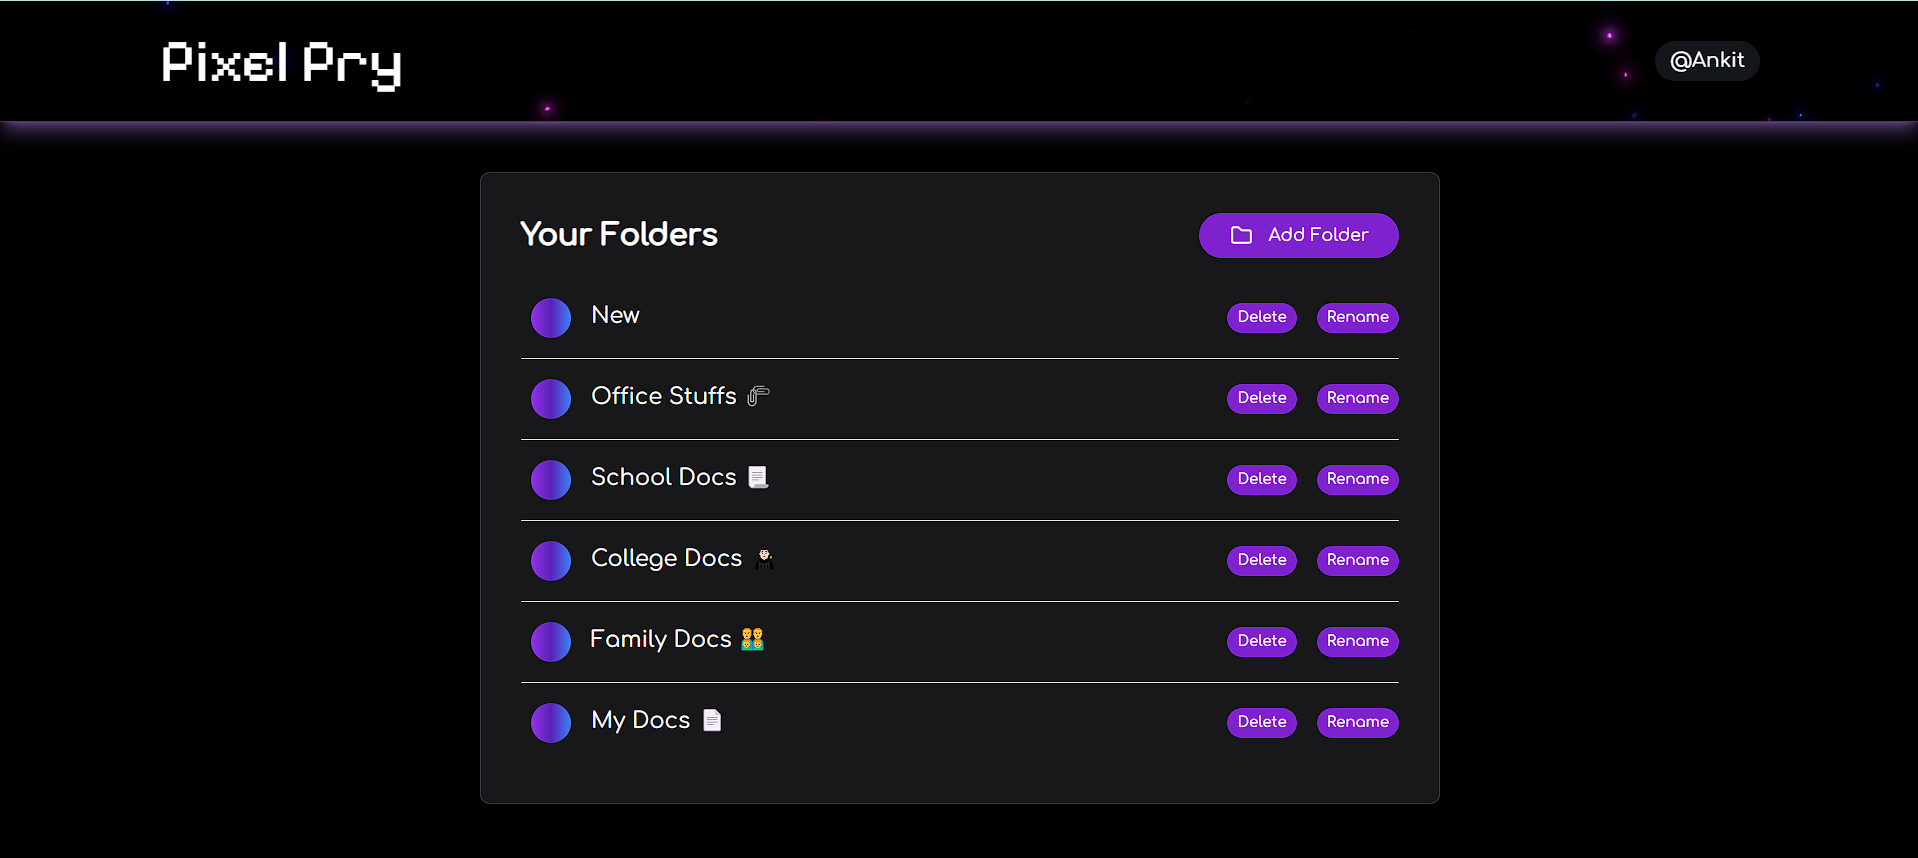 Pixel Pry
@Ankit
Your Folders
Add Folder
New
Delete Rename
Office Stuffs 🖇️
Delete Rename
School Docs 📃
Delete Rename
College Docs
Delete Rename
Family Docs
Delete Rename
My Docs 📄
Delete Rename